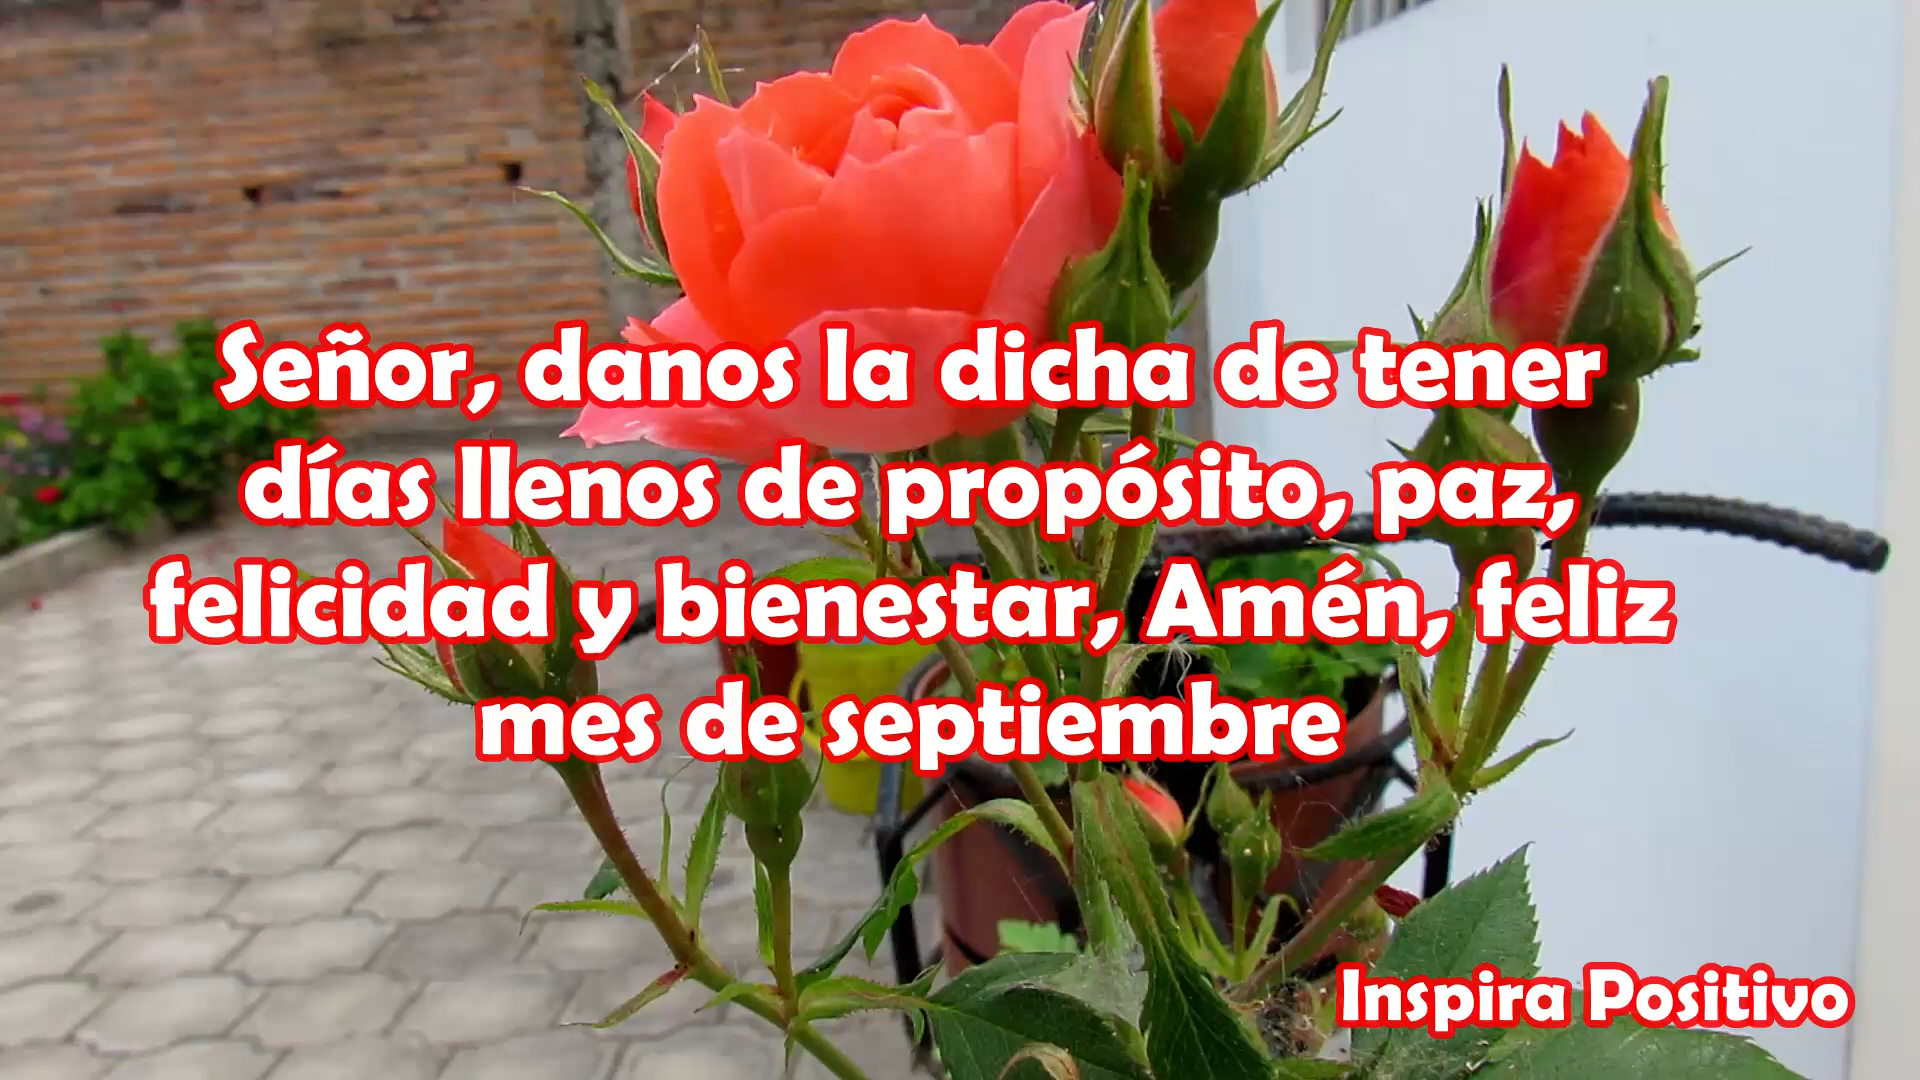 Señor, danos la dicha de tener
días llenos de propósito, paz,
felicidad y bienestar, Amén, feliz
mes de septiembre
Inspira Positivo